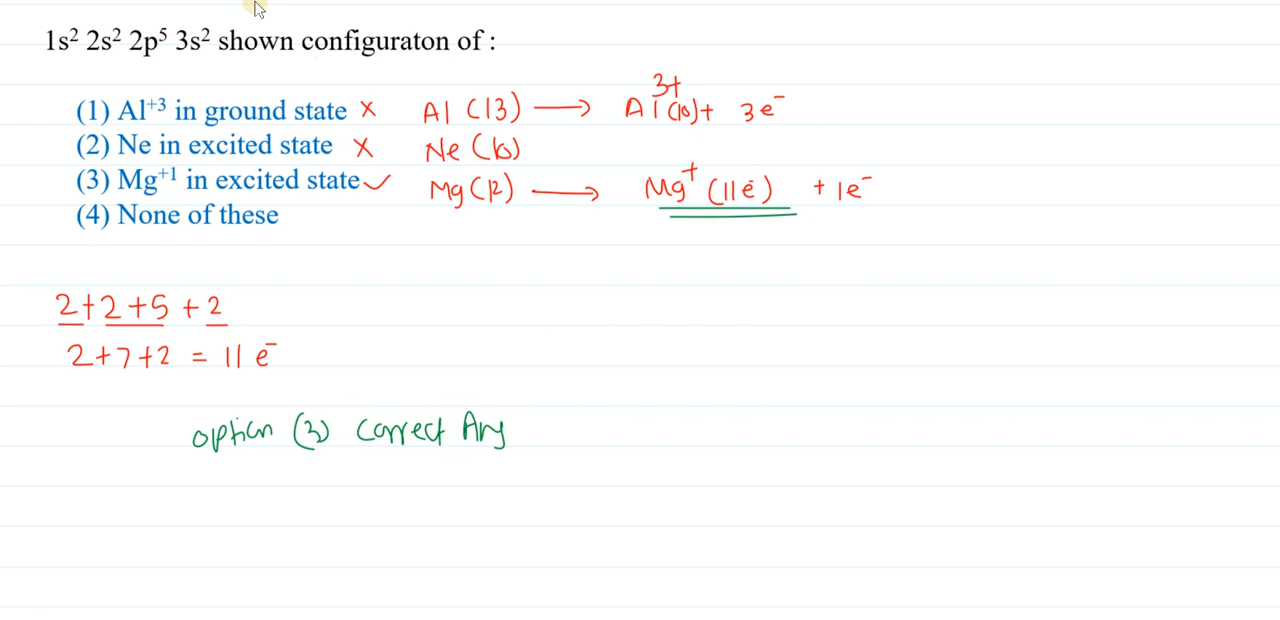 1s² 2s² 2p⁵ 3s² shown configuraton of :
(1) Al⁺³ in ground state ✗ Al (13) ⟶ Al³⁺(10) + 3e⁻
(2) Ne in excited state ✗ Ne (10)
(3) Mg⁺¹ in excited state ✓ Mg (12) ⟶ Mg⁺ (11e⁻) + 1e⁻
(4) None of these
2+2+5 + 2
2+7+2 = 11 e⁻
option (3) correct Ans